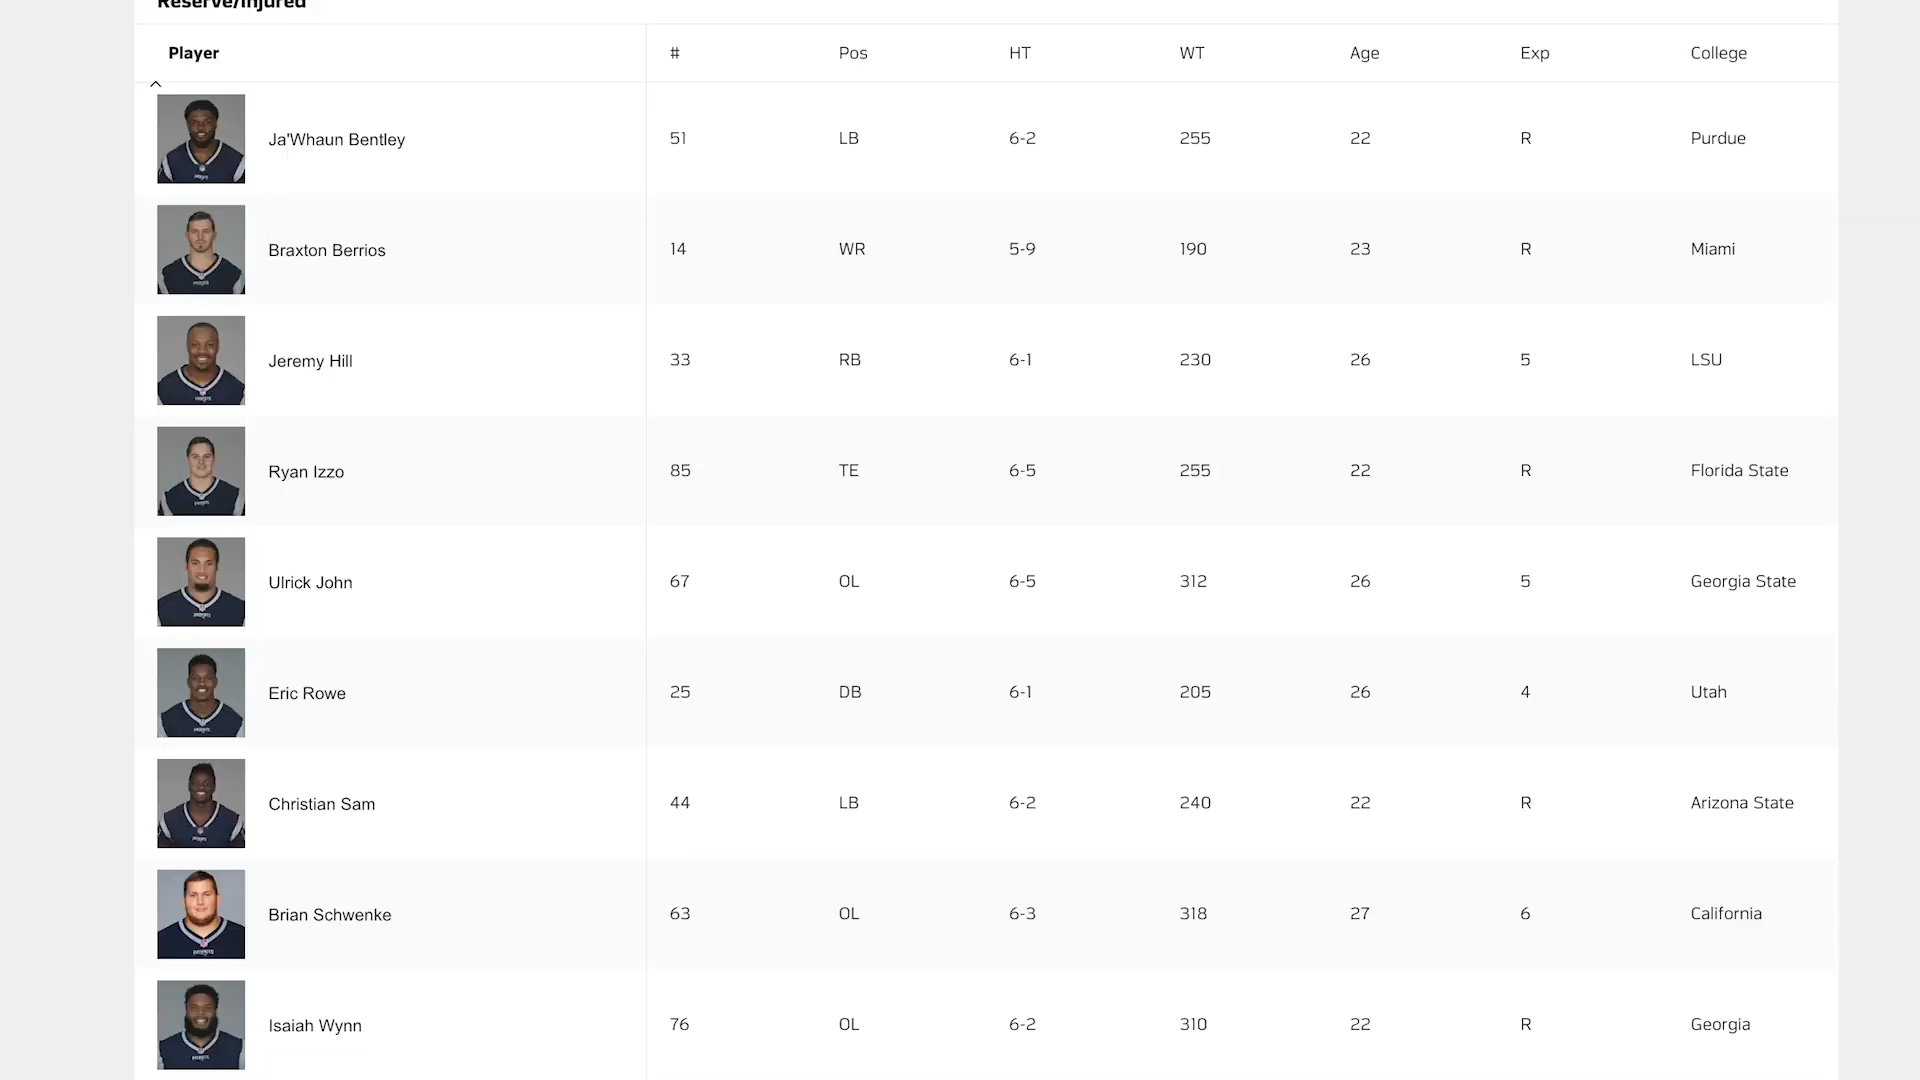 Reserve/Injured
Player # Pos HT WT Age Exp College
Ja'Whaun Bentley 51 LB 6-2 255 22 R Purdue
Braxton Berrios 14 WR 5-9 190 23 R Miami
Jeremy Hill 33 RB 6-1 230 26 5 LSU
Ryan Izzo 85 TE 6-5 255 22 R Florida State
Ulrick John 67 OL 6-5 312 26 5 Georgia State
Eric Rowe 25 DB 6-1 205 26 4 Utah
Christian Sam 44 LB 6-2 240 22 R Arizona State
Brian Schwenke 63 OL 6-3 318 27 6 California
Isaiah Wynn 76 OL 6-2 310 22 R Georgia